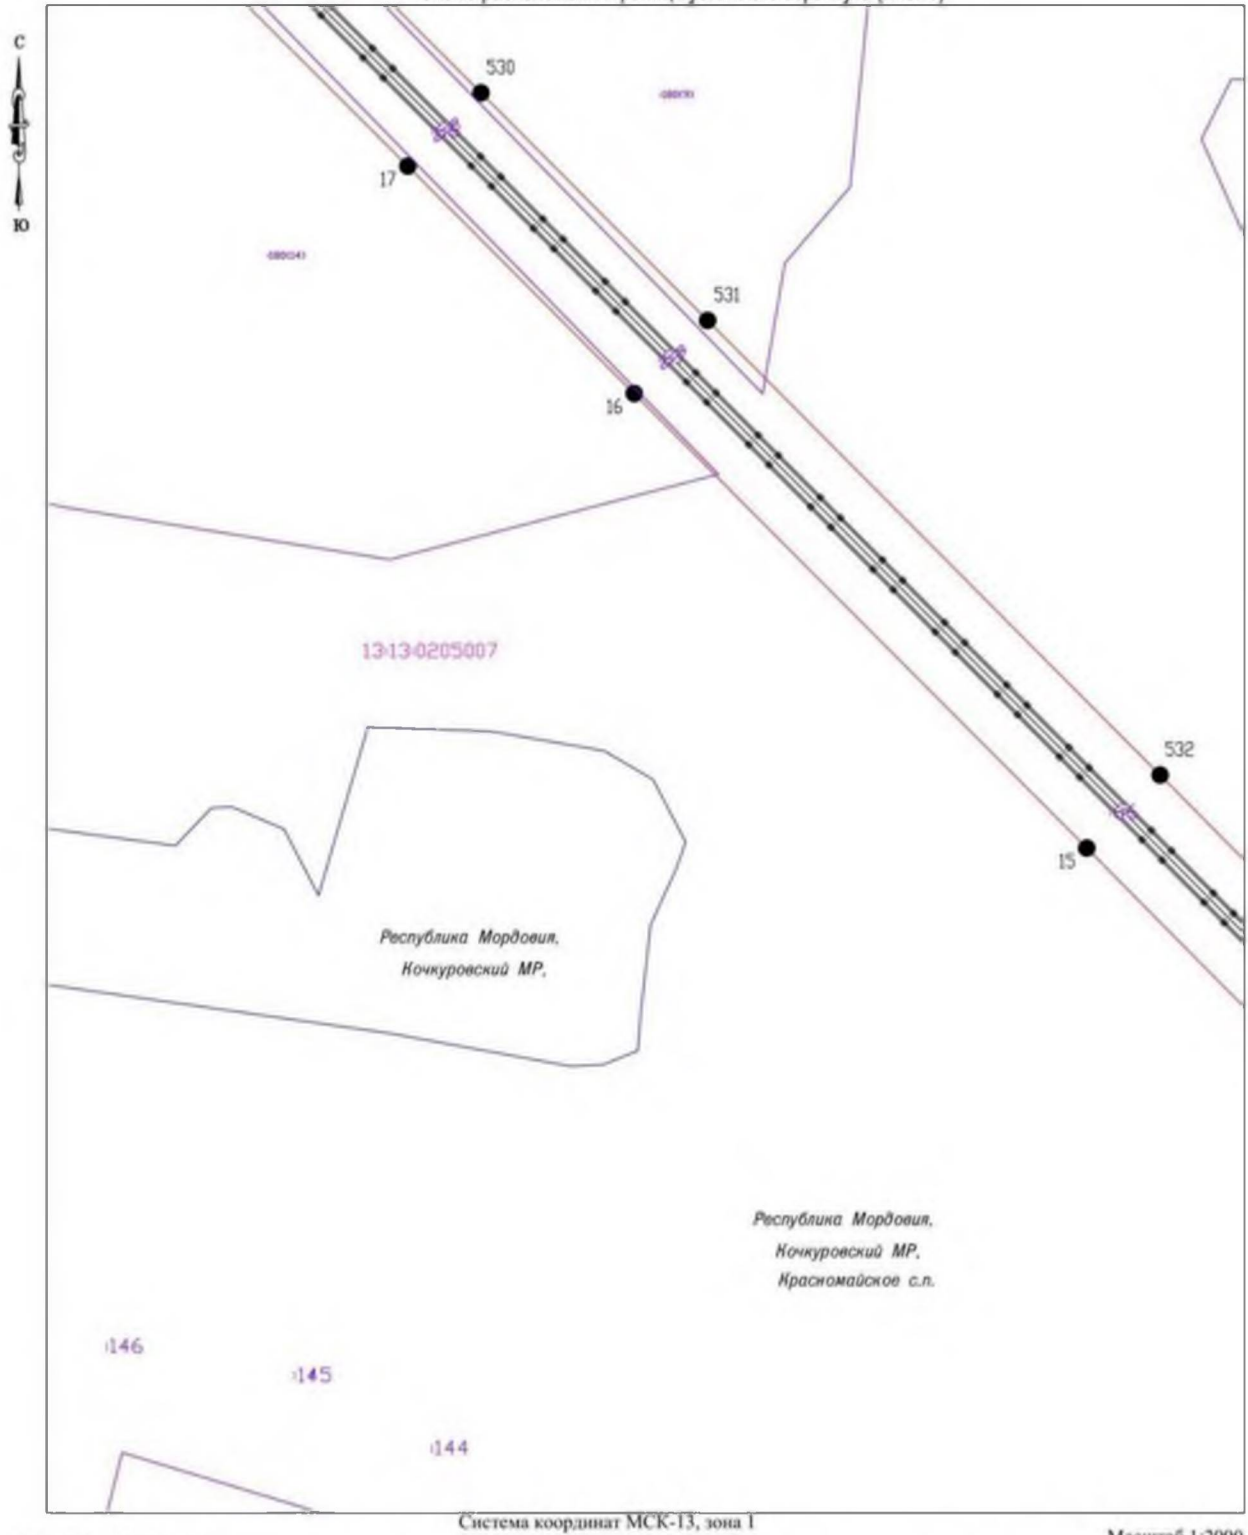 С
530
17
Ю
531
16
13:13:0205007
532
15
Республика Мордовия,
Кочкуровский МР,
Республика Мордовия,
Кочкуровский МР,
Красномайское с.п.
:146
:145
:144
Система координат МСК-13, зона 1